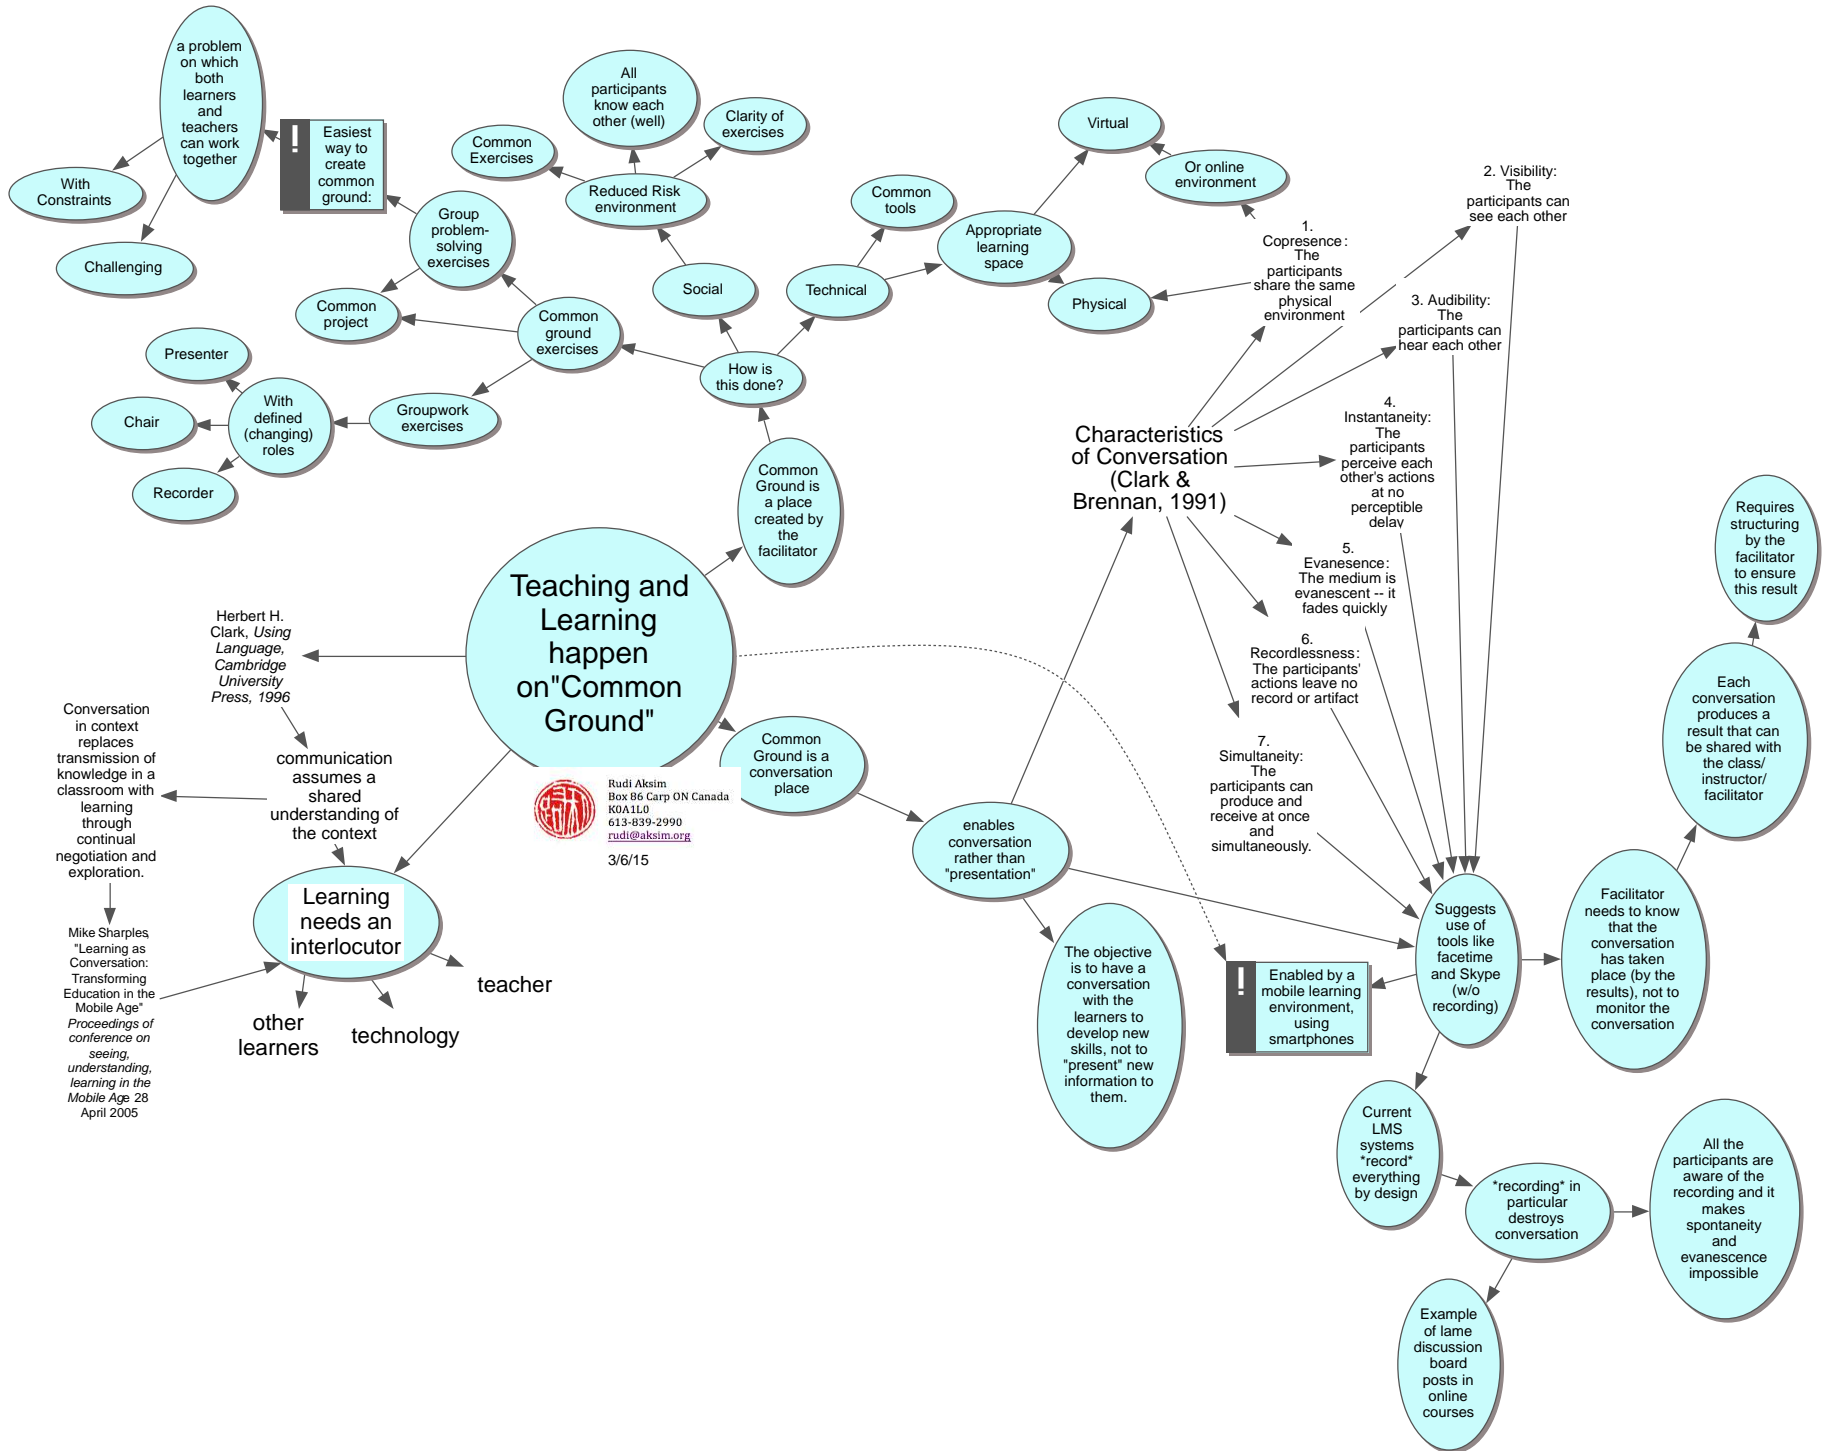 a problem
on which
both
learners
and
teachers
can work
together
With
Constraints
Challenging
!
Easiest
way to
create
common
ground:
Group
problem-
solving
exercises
Common
project
Common
ground
exercises
Presenter
Chair
Recorder
With
defined
(changing)
roles
Groupwork
exercises
Common
Exercises
All
participants
know each
other (well)
Clarity of
exercises
Reduced Risk
environment
Social
Technical
Common
tools
Appropriate
learning
space
Virtual
Or online
environment
Physical
How is
this done?
Common
Ground is
a place
created by
the
facilitator
Teaching and
Learning
happen
on"Common
Ground"
Rudi Aksim
Box 86 Carp ON Canada
K0A1L0
613-839-2990
rudi@aksim.org
3/6/15
Herbert H.
Clark, Using
Language,
Cambridge
University
Press, 1996
communication
assumes a
shared
understanding of
the context
Conversation
in context
replaces
transmission of
knowledge in a
classroom with
learning
through
continual
negotiation and
exploration.
Mike Sharples,
"Learning as
Conversation:
Transforming
Education in the
Mobile Age"
Proceedings of
conference on
seeing,
understanding,
learning in the
Mobile Age 28
April 2005
Learning
needs an
interlocutor
other
learners
technology
teacher
Common
Ground is a
conversation
place
enables
conversation
rather than
"presentation"
The objective
is to have a
conversation
with the
learners to
develop new
skills, not to
"present" new
information to
them.
Characteristics
of Conversation
(Clark &
Brennan, 1991)
1.
Copresence:
The
participants
share the same
physical
environment
2. Visibility:
The
participants can
see each other
3. Audibility:
The
participants can
hear each other
4.
Instantaneity:
The
participants
perceive each
other's actions
at no
perceptible
delay
5.
Evanesence:
The medium is
evanescent -- it
fades quickly
6.
Recordlessness:
The participants'
actions leave no
record or artifact
7.
Simultaneity:
The
participants can
produce and
receive at once
and
simultaneously.
Suggests
use of
tools like
facetime
and Skype
(w/o
recording)
!
Enabled by a
mobile learning
environment,
using
smartphones
Facilitator
needs to know
that the
conversation
has taken
place (by the
results), not to
monitor the
conversation
Each
conversation
produces a
result that can
be shared with
the class/
instructor/
facilitator
Requires
structuring
by the
facilitator
to ensure
this result
Current
LMS
systems
*record*
everything
by design
*recording* in
particular
destroys
conversation
All the
participants are
aware of the
recording and it
makes
spontaneity
and
evanescence
impossible
Example
of lame
discussion
board
posts in
online
courses